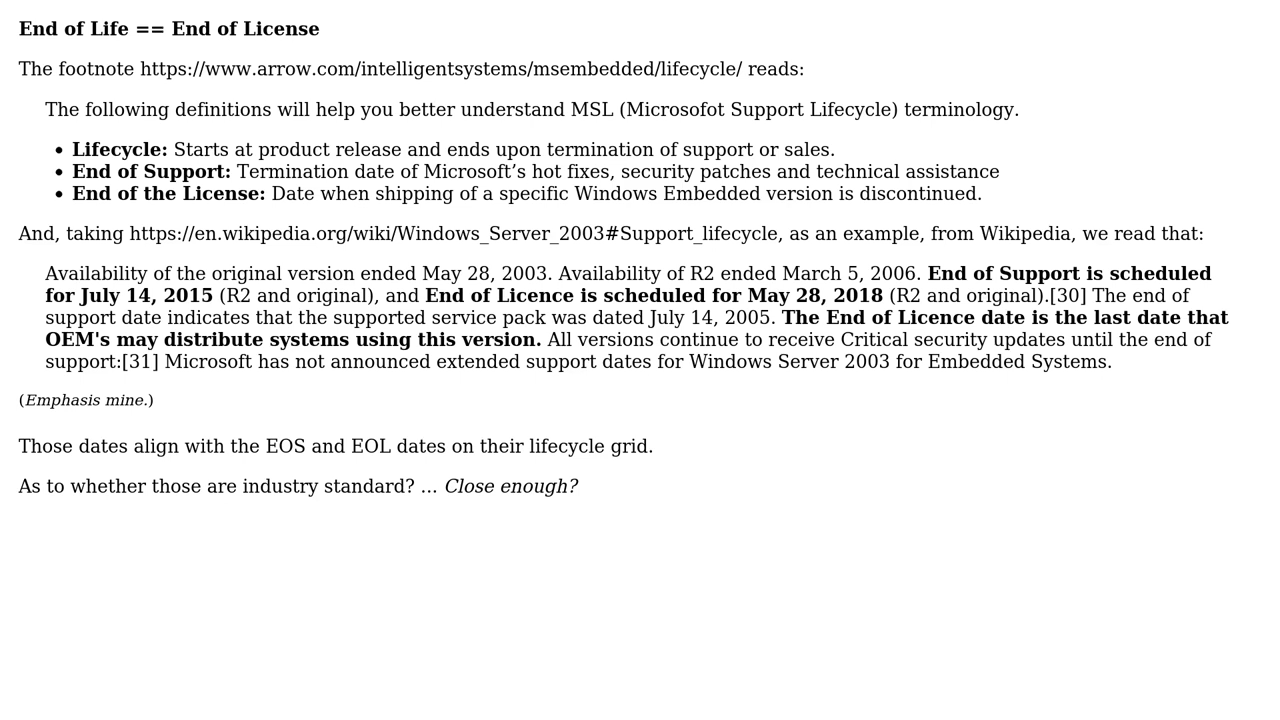 End of Life == End of License
The footnote https://www.arrow.com/intelligentsystems/msembedded/lifecycle/ reads:
The following definitions will help you better understand MSL (Microsofot Support Lifecycle) terminology.
• Lifecycle: Starts at product release and ends upon termination of support or sales.
• End of Support: Termination date of Microsoft’s hot fixes, security patches and technical assistance
• End of the License: Date when shipping of a specific Windows Embedded version is discontinued.
And, taking https://en.wikipedia.org/wiki/Windows_Server_2003#Support_lifecycle, as an example, from Wikipedia, we read that:
Availability of the original version ended May 28, 2003. Availability of R2 ended March 5, 2006. End of Support is scheduled
for July 14, 2015 (R2 and original), and End of Licence is scheduled for May 28, 2018 (R2 and original).[30] The end of
support date indicates that the supported service pack was dated July 14, 2005. The End of Licence date is the last date that
OEM's may distribute systems using this version. All versions continue to receive Critical security updates until the end of
support:[31] Microsoft has not announced extended support dates for Windows Server 2003 for Embedded Systems.
(Emphasis mine.)
Those dates align with the EOS and EOL dates on their lifecycle grid.
As to whether those are industry standard? ... Close enough?